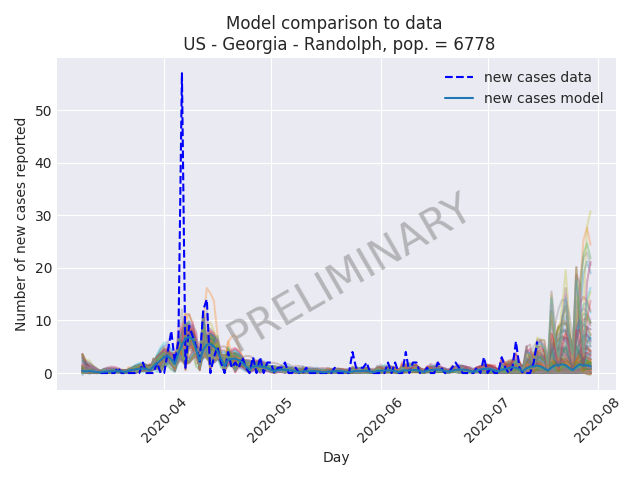 Model comparison to data
US - Georgia - Randolph, pop. = 6778
new cases data
new cases model
Number of new cases reported
50
40
30
20
10
0
PRELIMINARY
2020-04
2020-05
2020-06
2020-07
2020-08
Day